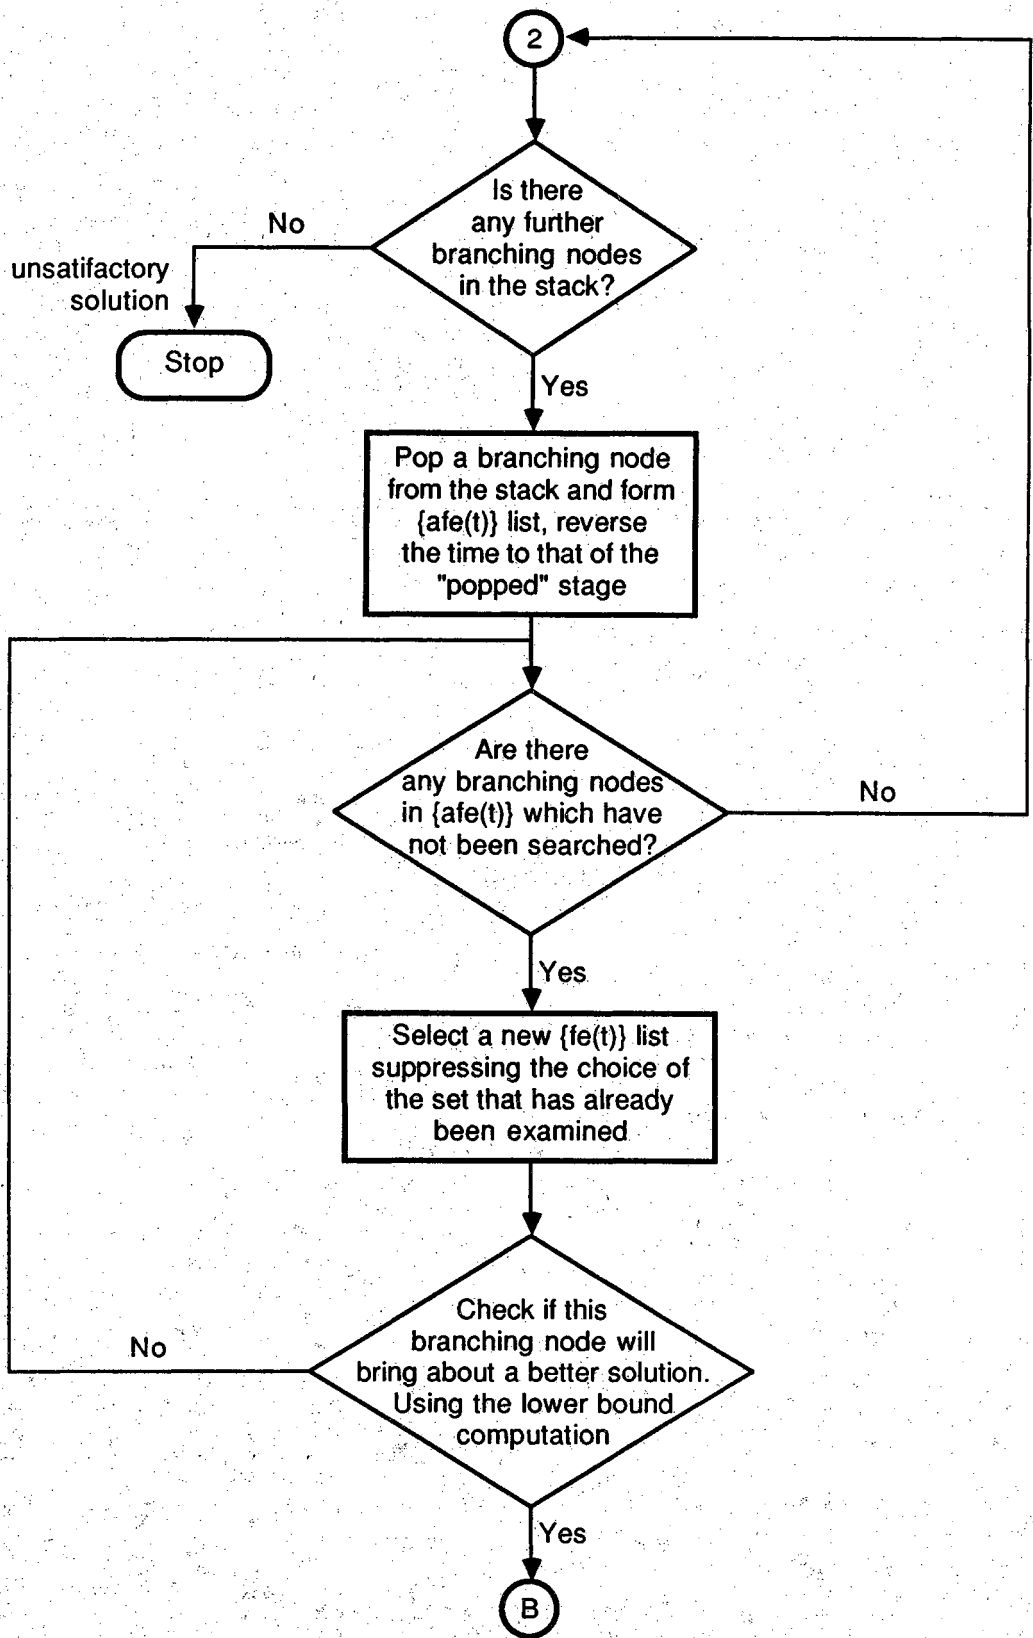 2
Is there
any further
branching nodes
in the stack?
No
unsatifactory
solution
Stop
Yes
Pop a branching node
from the stack and form
{afe(t)} list, reverse
the time to that of the
"popped" stage
Are there
any branching nodes
in {afe(t)} which have
not been searched?
No
Yes
Select a new {fe(t)} list
suppressing the choice of
the set that has already
been examined
Check if this
branching node will
bring about a better solution.
Using the lower bound
computation
No
Yes
B